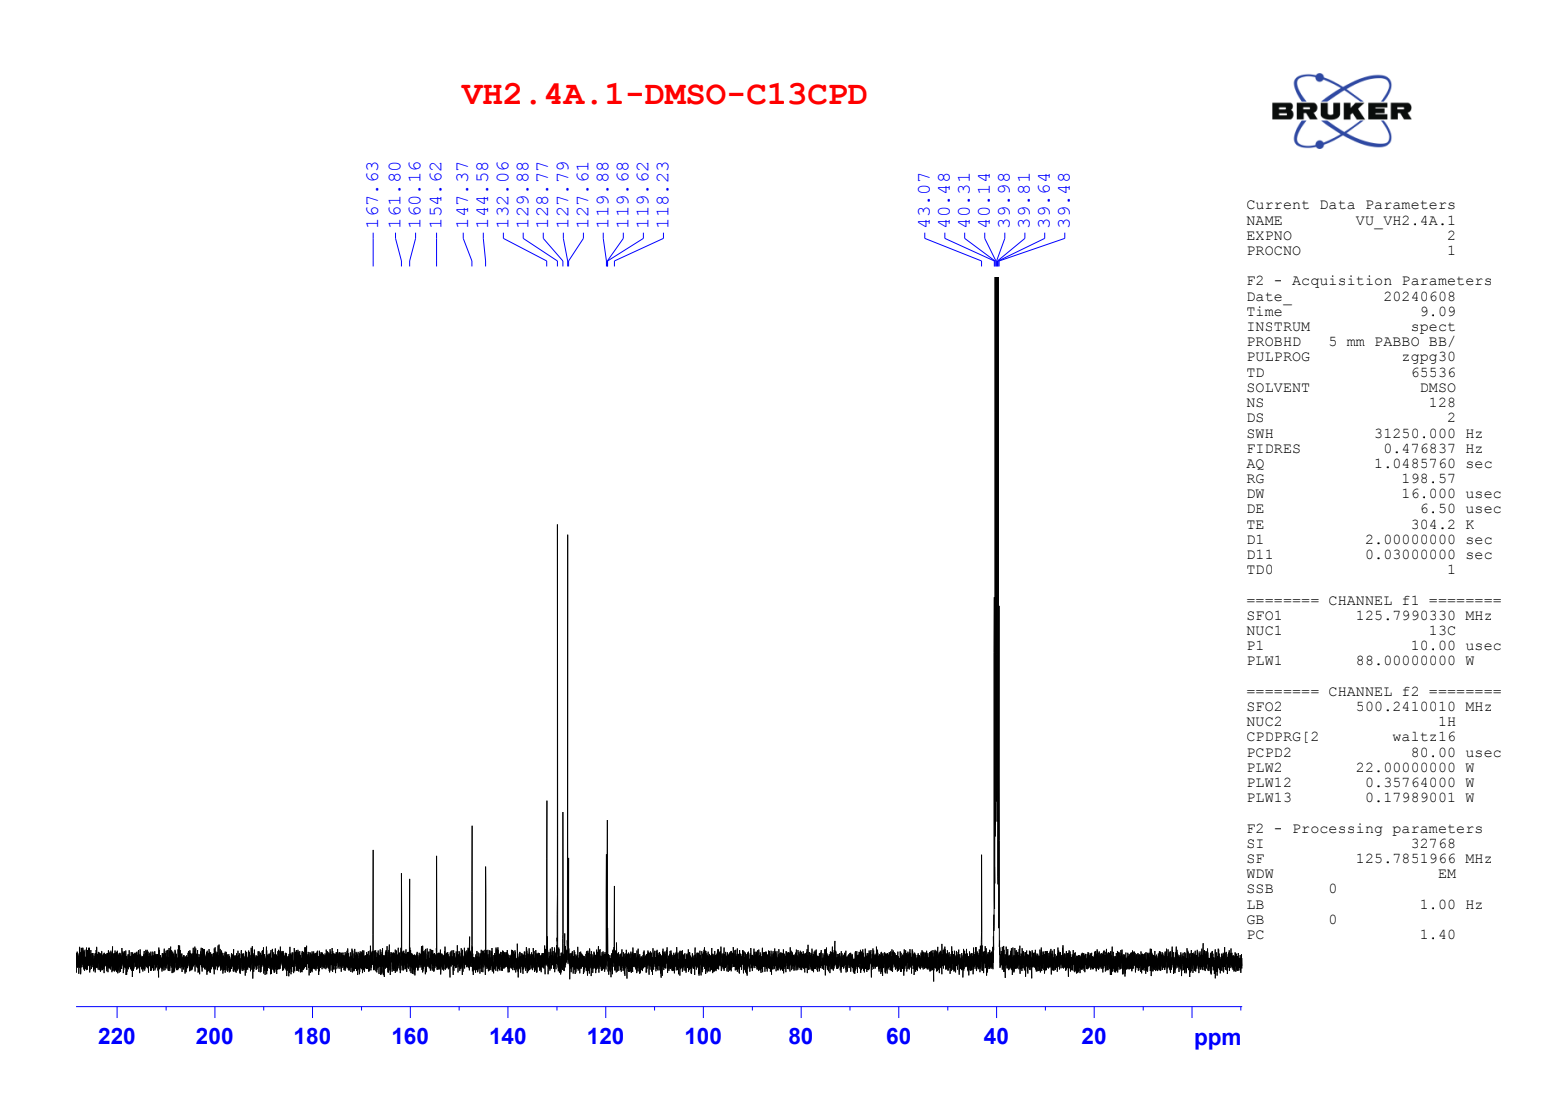 VH2.4A.1-DMSO-C13CPD
BRUKER
167.63
161.80
160.16
154.62
147.37
144.58
132.06
129.88
128.77
127.79
127.61
119.88
119.68
119.62
118.23
43.07
40.48
40.31
40.14
39.98
39.81
39.64
39.48
Current Data Parameters
NAME VU_VH2.4A.1
EXPNO 2
PROCNO 1
F2 - Acquisition Parameters
Date_ 20240608
Time 9.09
INSTRUM spect
PROBHD 5 mm PABBO BB/
PULPROG zgpg30
TD 65536
SOLVENT DMSO
NS 128
DS 2
SWH 31250.000 Hz
FIDRES 0.476837 Hz
AQ 1.0485760 sec
RG 198.57
DW 16.000 usec
DE 6.50 usec
TE 304.2 K
D1 2.00000000 sec
D11 0.03000000 sec
TD0 1
======== CHANNEL f1 ========
SFO1 125.7990330 MHz
NUC1 13C
P1 10.00 usec
PLW1 88.00000000 W
======== CHANNEL f2 ========
SFO2 500.2410010 MHz
NUC2 1H
CPDPRG[2 waltz16
PCPD2 80.00 usec
PLW2 22.00000000 W
PLW12 0.35764000 W
PLW13 0.17989001 W
F2 - Processing parameters
SI 32768
SF 125.7851966 MHz
WDW EM
SSB 0
LB 1.00 Hz
GB 0
PC 1.40
220 200 180 160 140 120 100 80 60 40 20 ppm